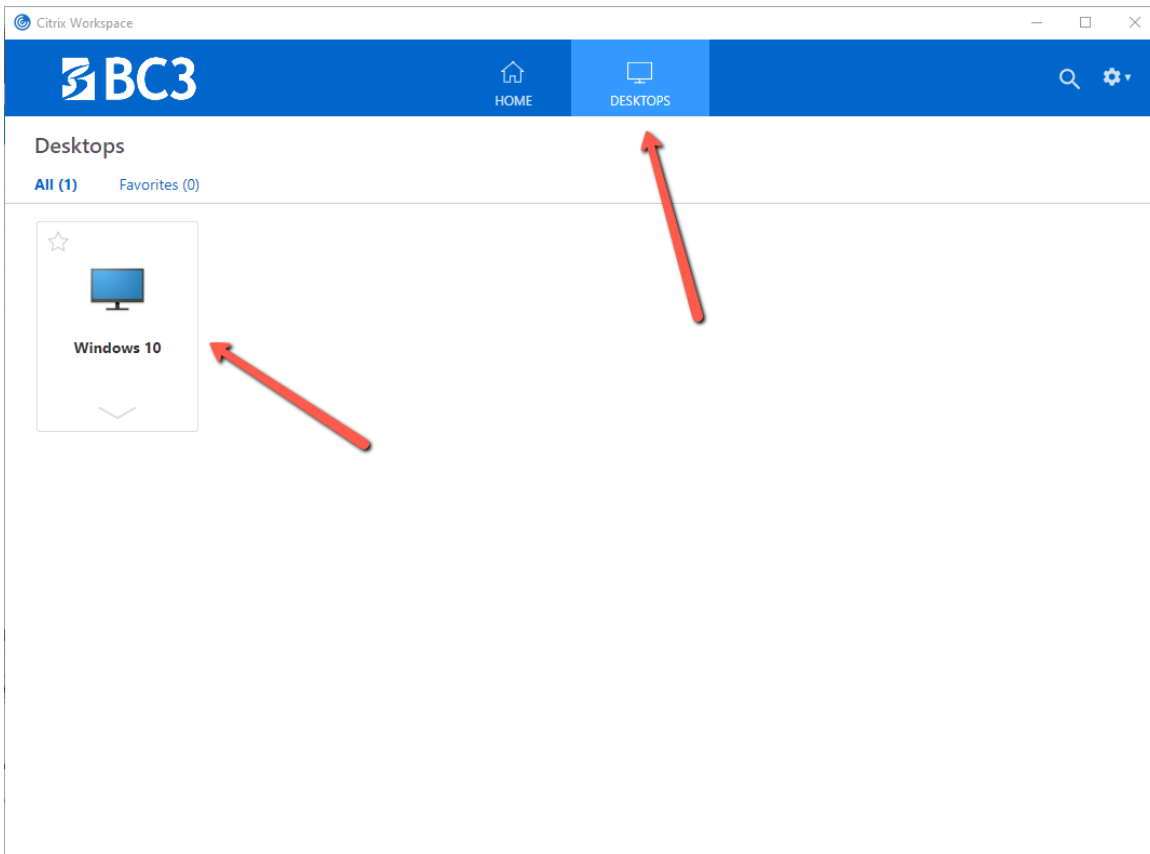 Citrix Workspace
BC3
HOME
DESKTOPS
Desktops
All (1) Favorites (0)
Windows 10